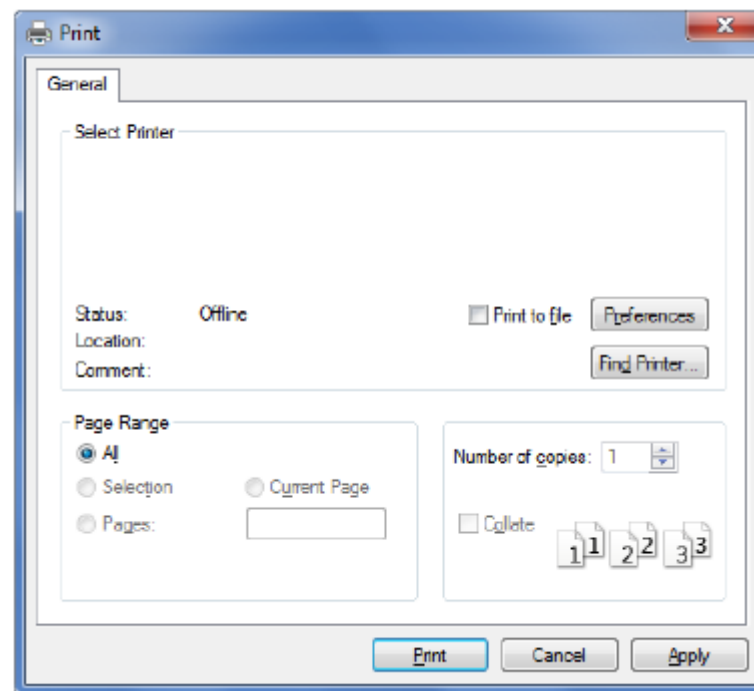 Print
General
Select Printer
Status: Offline
Print to file
Preferences
Location:
Comment:
Find Printer...
Page Range
All
Selection
Current Page
Pages:
Number of copies: 1
Collate
1 1 2 2 3 3
Print
Cancel
Apply